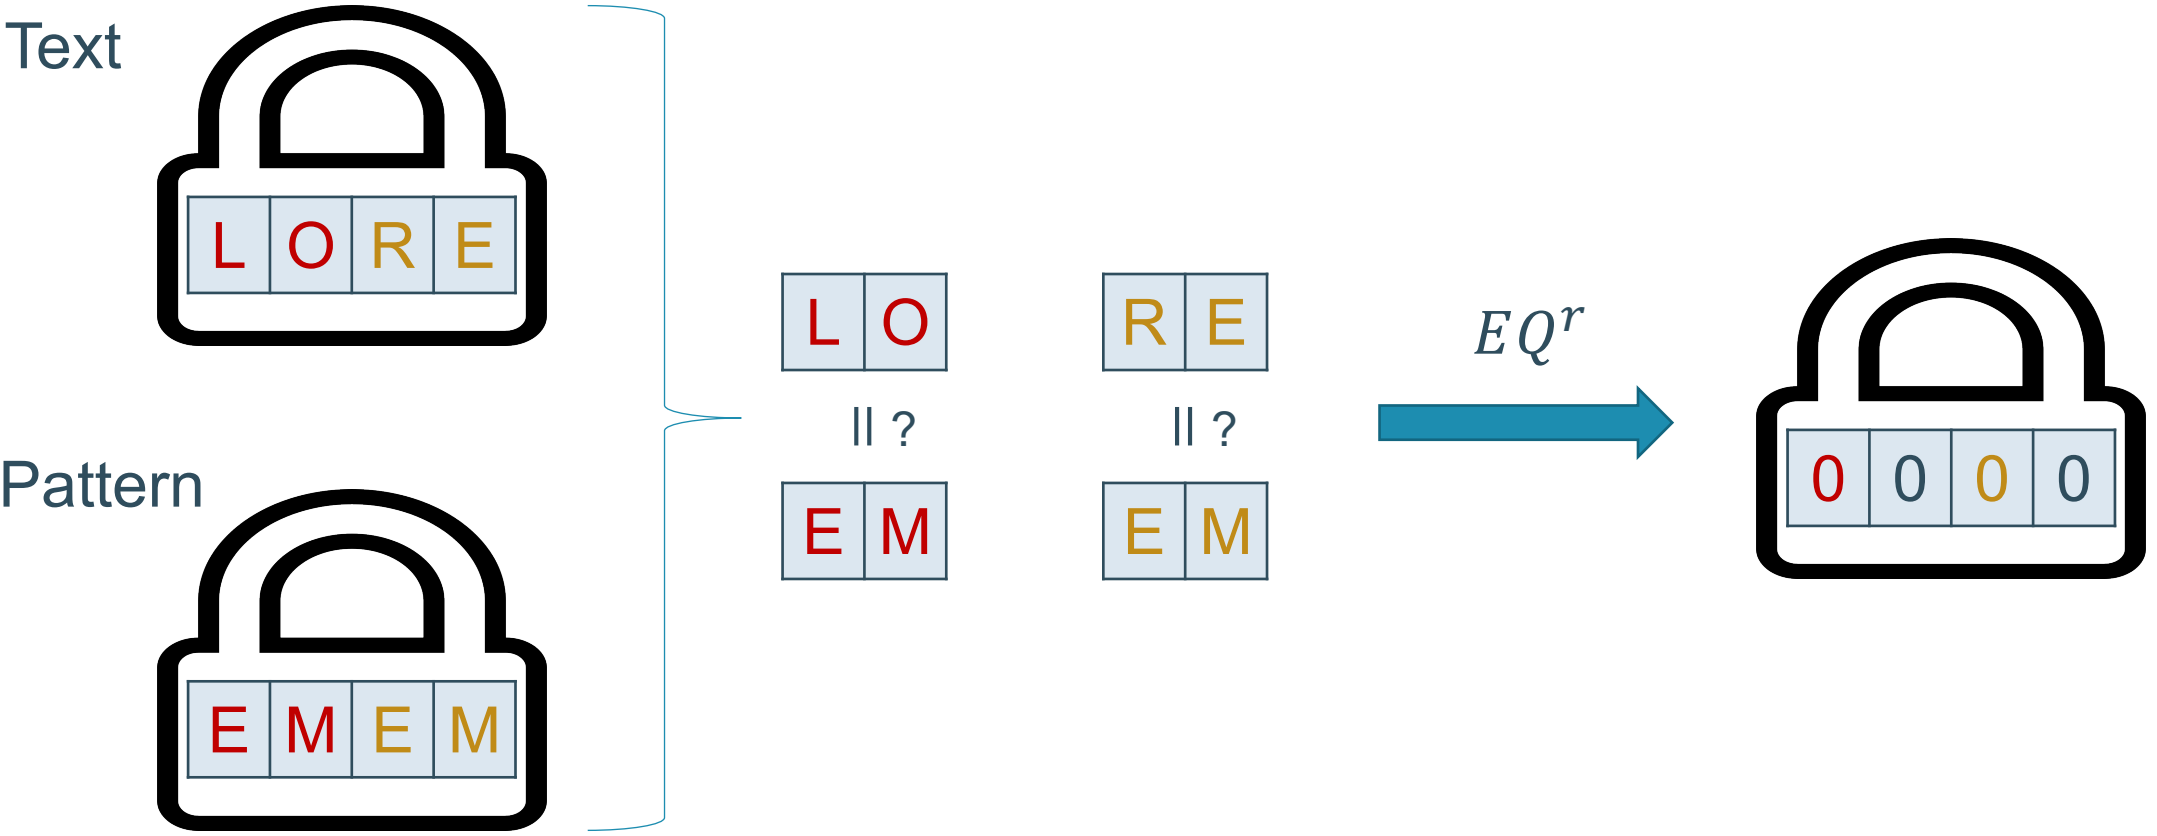 Text
L O R E
Pattern
E M E M
L O
|| ?
E M
R E
|| ?
E M
EQ^r
0 0 0 0